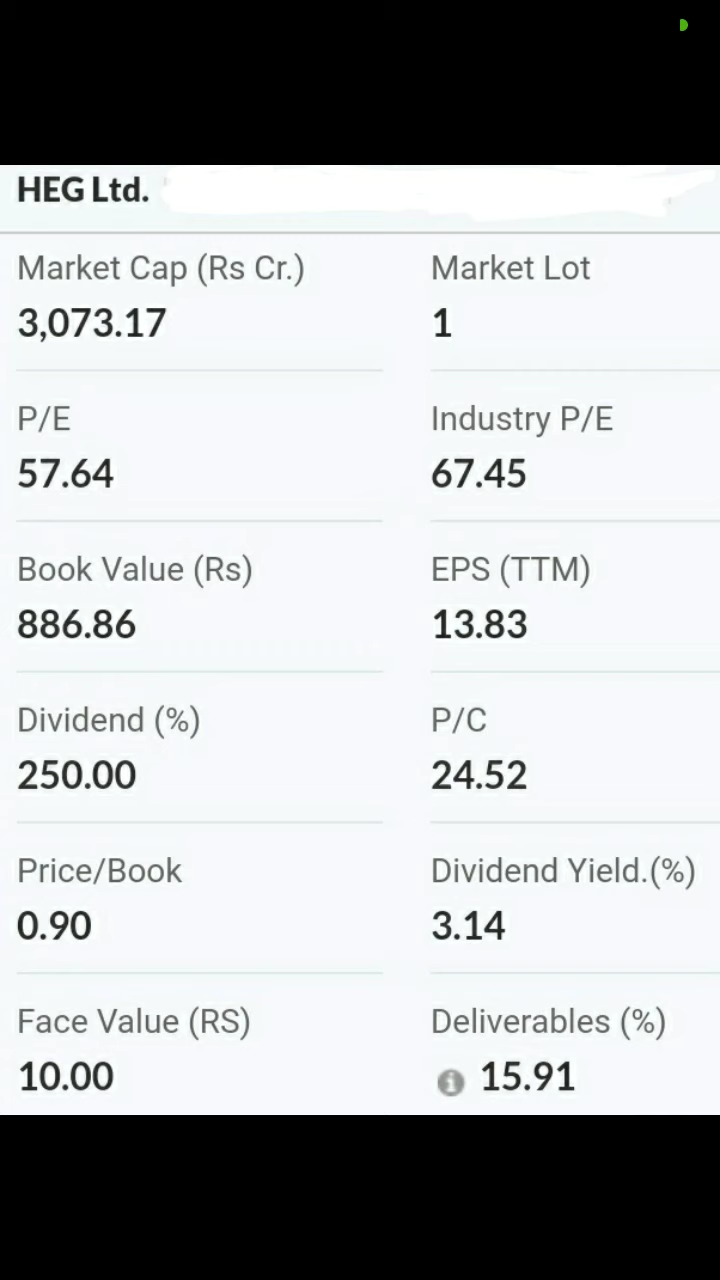 HEG Ltd.
Market Cap (Rs Cr.)
3,073.17
Market Lot
1
P/E
57.64
Industry P/E
67.45
Book Value (Rs)
886.86
EPS (TTM)
13.83
Dividend (%)
250.00
P/C
24.52
Price/Book
0.90
Dividend Yield.(%)
3.14
Face Value (RS)
10.00
Deliverables (%)
15.91